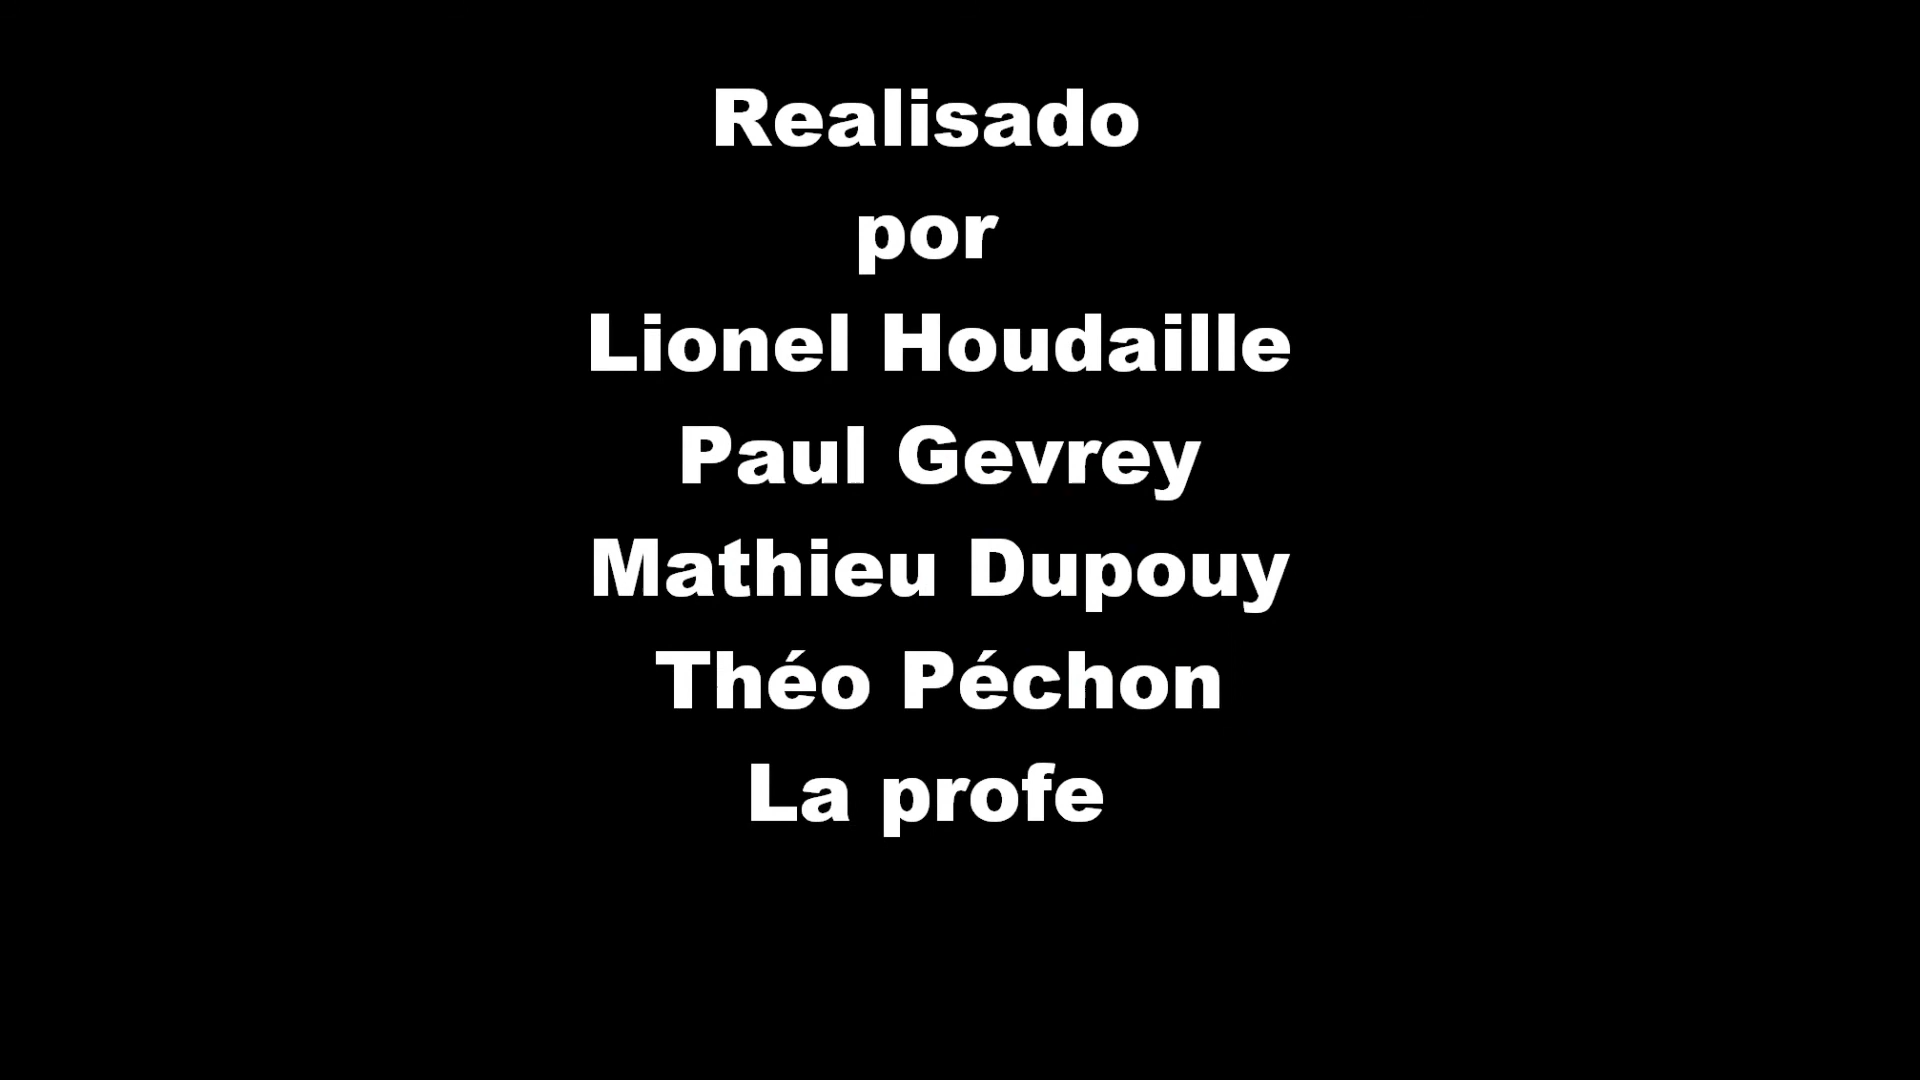 Realisado
por
Lionel Houdaille
Paul Gevrey
Mathieu Dupouy
Théo Péchon
La profe